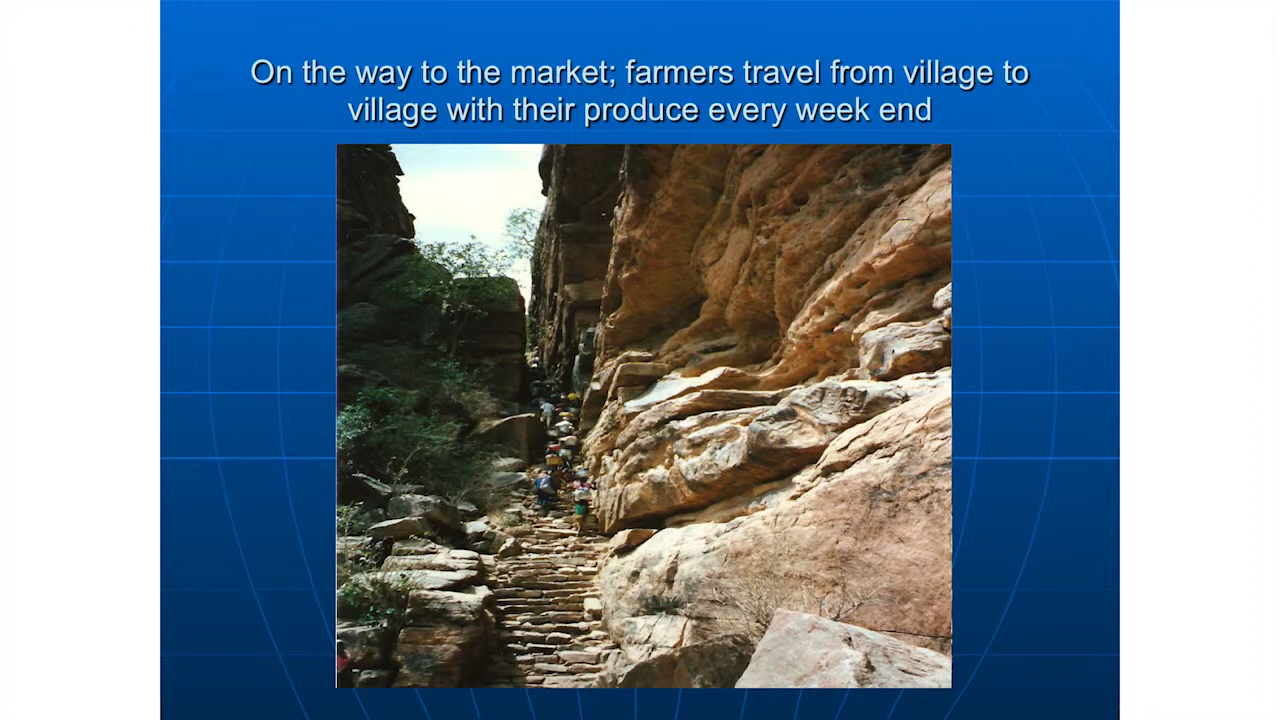 On the way to the market; farmers travel from village to
village with their produce every week end